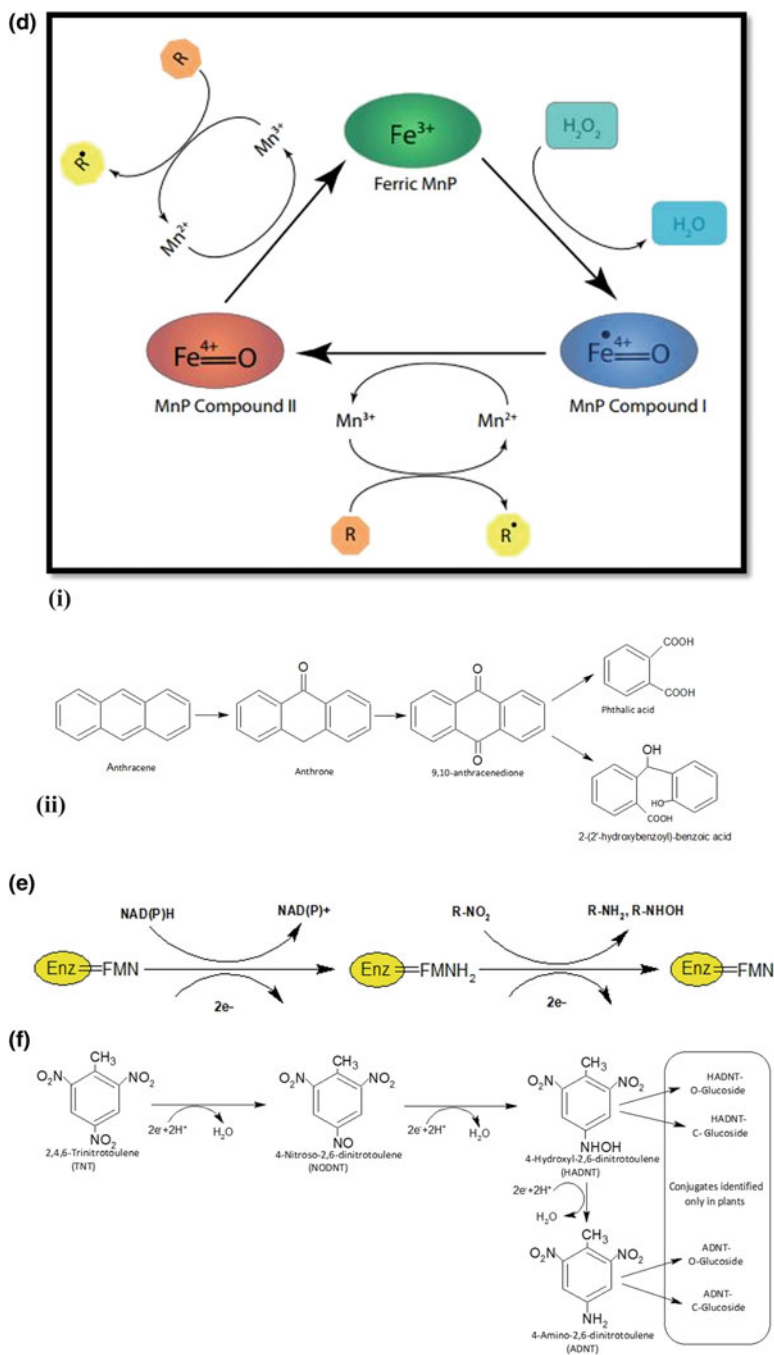 (d)
R
R•
Mn3+
Mn2+
Fe3+
Ferric MnP
H2O2
H2O
4+
Fe=O
MnP Compound II
• 4+
Fe=O
MnP Compound I
Mn3+
Mn2+
R
R•
(i)
O
O
O
COOH
COOH
Phthalic acid
Anthracene
Anthrone
9,10-anthracenedione
OH
HO
COOH
2-(2'-hydroxybenzoyl)-benzoic acid
(ii)
(e)
NAD(P)H
NAD(P)+
R-NO2
R-NH2, R-NHOH
Enz=FMN
Enz=FMNH2
Enz=FMN
2e-
2e-
(f)
CH3
O2N
NO2
NO2
2,4,6-Trinitrotoulene
(TNT)
2e-+2H+
H2O
CH3
O2N
NO2
NO
4-Nitroso-2,6-dinitrotoulene
(NODNT)
2e-+2H+
H2O
CH3
O2N
NO2
NHOH
4-Hydroxyl-2,6-dinitrotoulene
(HADNT)
2e-+2H+
H2O
CH3
O2N
NO2
NH2
4-Amino-2,6-dinitrotoulene
(ADNT)
HADNT-
O-Glucoside
HADNT-
C- Glucoside
Conjugates identified
only in plants
ADNT-
O-Glucoside
ADNT-
C-Glucoside